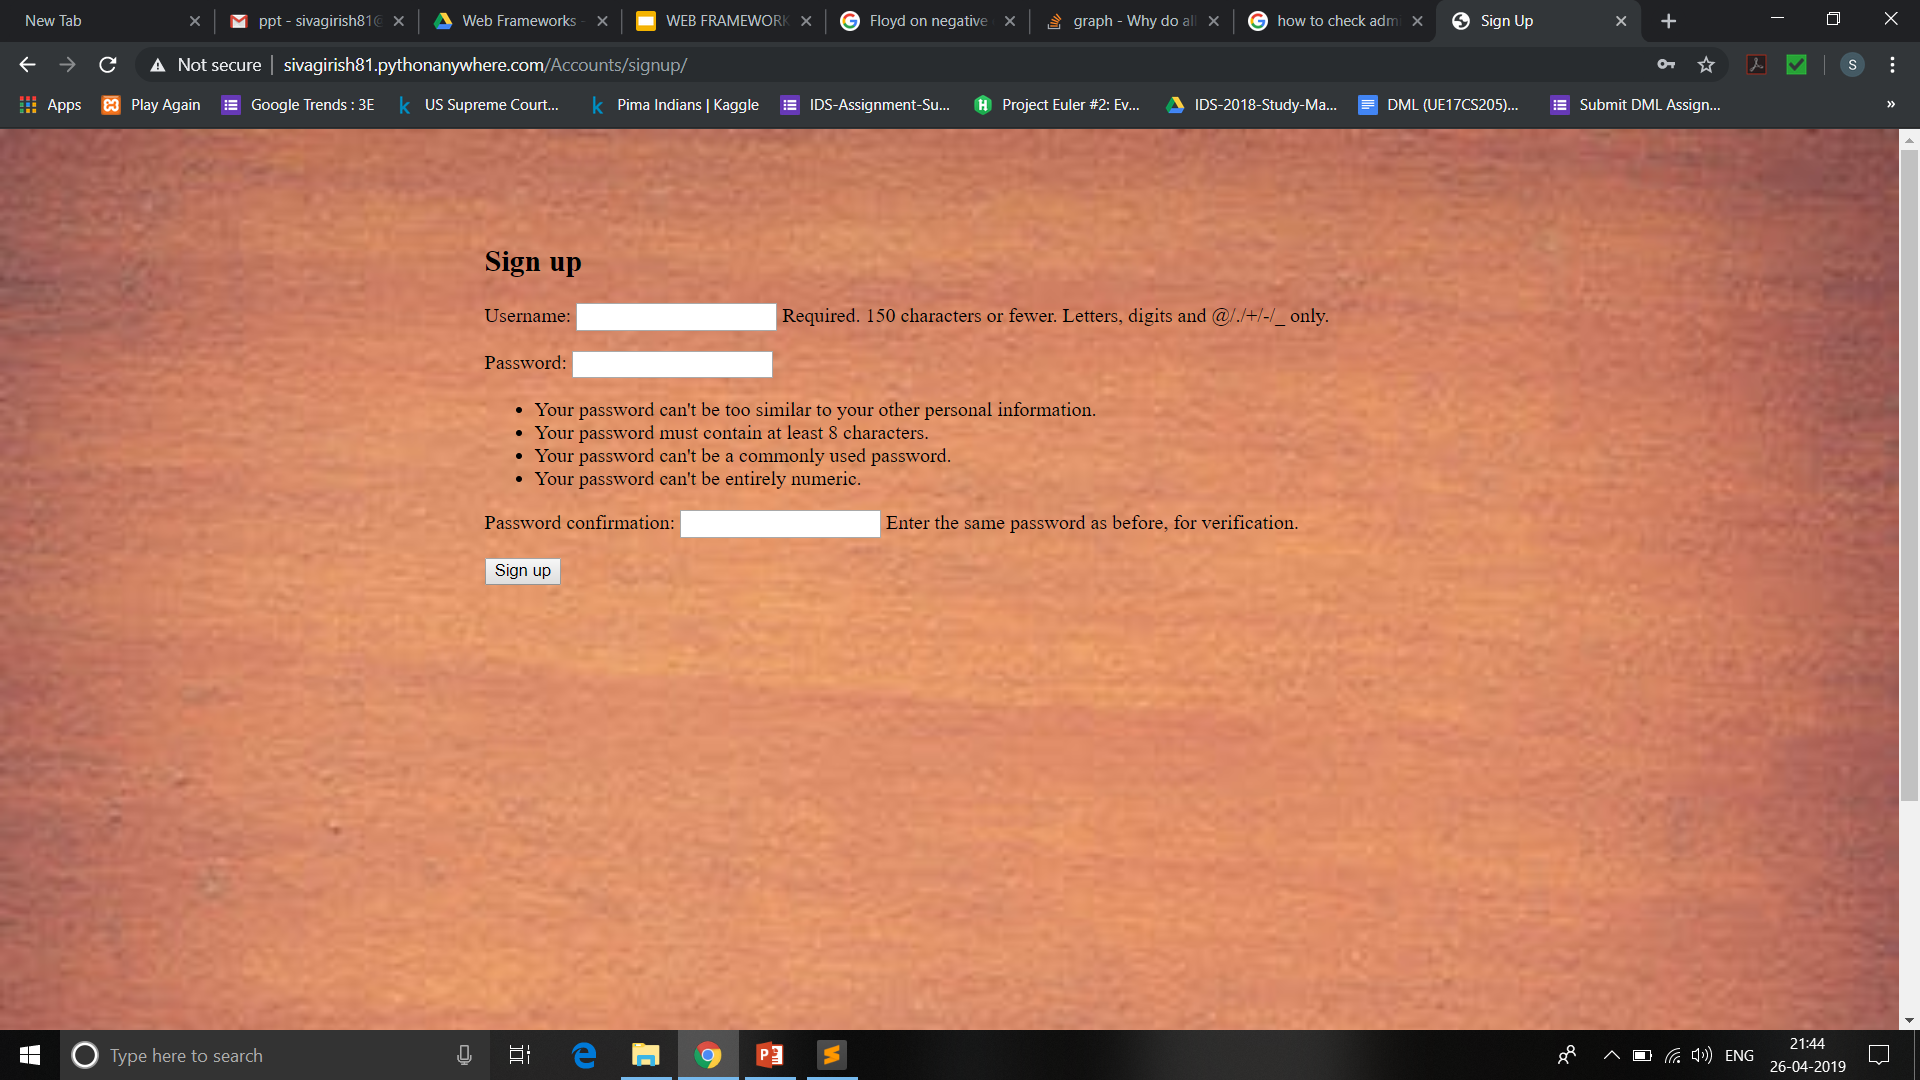 New Tab
ppt - sivagirish81@
Web Frameworks -
WEB FRAMEWORK
Floyd on negative
graph - Why do al
how to check adm
Sign Up
Not secure | sivagirish81.pythonanywhere.com/Accounts/signup/
S
Apps
Play Again
Google Trends : 3E
US Supreme Court...
Pima Indians | Kaggle
IDS-Assignment-Su...
Project Euler #2: Ev...
IDS-2018-Study-Ma...
DML (UE17CS205)...
Submit DML Assign...
»
Sign up
Username: Required. 150 characters or fewer. Letters, digits and @/./+/-/_ only.
Password:
• Your password can't be too similar to your other personal information.
• Your password must contain at least 8 characters.
• Your password can't be a commonly used password.
• Your password can't be entirely numeric.
Password confirmation: Enter the same password as before, for verification.
Sign up
Type here to search
ENG
21:44
26-04-2019